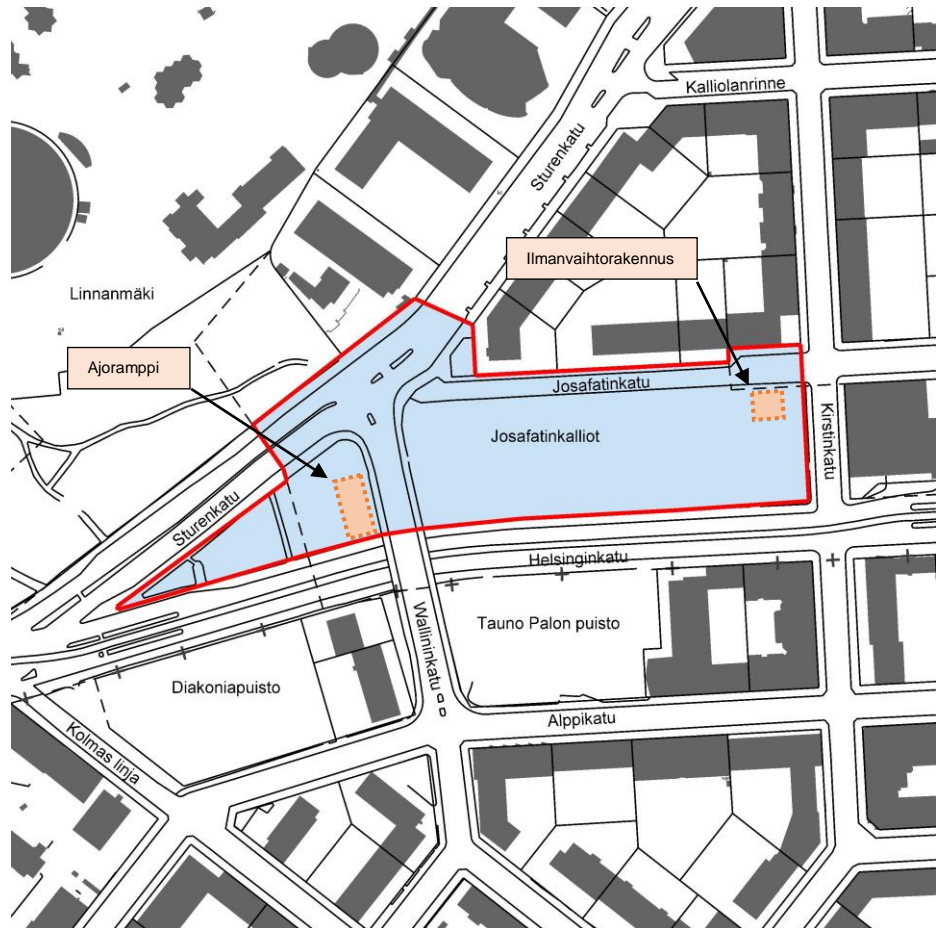 Kalliolanrinne
Sturenkatu
Ilmanvaihtorakennus
Linnanmäki
Ajoramppi
Josafatinkatu
Josafatinkalliot
Kirstinkatu
Sturenkatu
Helsinginkatu
Wallininkatu
Tauno Palon puisto
Diakoniapuisto
Alppikatu
Kolmas linja